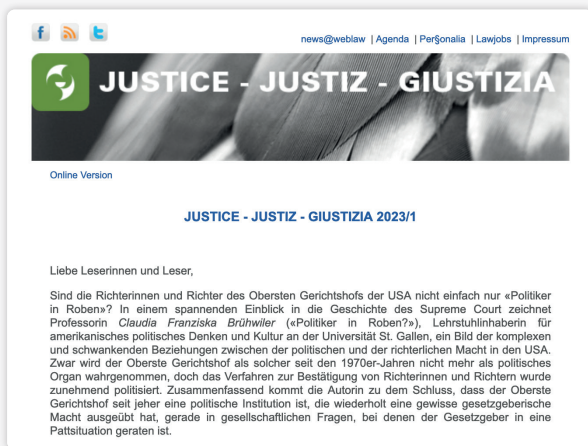 news@weblaw | Agenda | Per§onalia | Lawjobs | Impressum
JUSTICE - JUSTIZ - GIUSTIZIA
Online Version
JUSTICE - JUSTIZ - GIUSTIZIA 2023/1
Liebe Leserinnen und Leser,
Sind die Richterinnen und Richter des Obersten Gerichtshofs der USA nicht einfach nur «Politiker
in Roben»? In einem spannenden Einblick in die Geschichte des Supreme Court zeichnet
Professorin Claudia Franziska Brühwiler («Politiker in Roben?»), Lehrstuhlinhaberin für
amerikanisches politisches Denken und Kultur an der Universität St. Gallen, ein Bild der komplexen
und schwankenden Beziehungen zwischen der politischen und der richterlichen Macht in den USA.
Zwar wird der Oberste Gerichtshof als solcher seit den 1970er-Jahren nicht mehr als politisches
Organ wahrgenommen, doch das Verfahren zur Bestätigung von Richterinnen und Richtern wurde
zunehmend politisiert. Zusammenfassend kommt die Autorin zu dem Schluss, dass der Oberste
Gerichtshof seit jeher eine politische Institution ist, die wiederholt eine gewisse gesetzgeberische
Macht ausgeübt hat, gerade in gesellschaftlichen Fragen, bei denen der Gesetzgeber in eine
Pattsituation geraten ist.